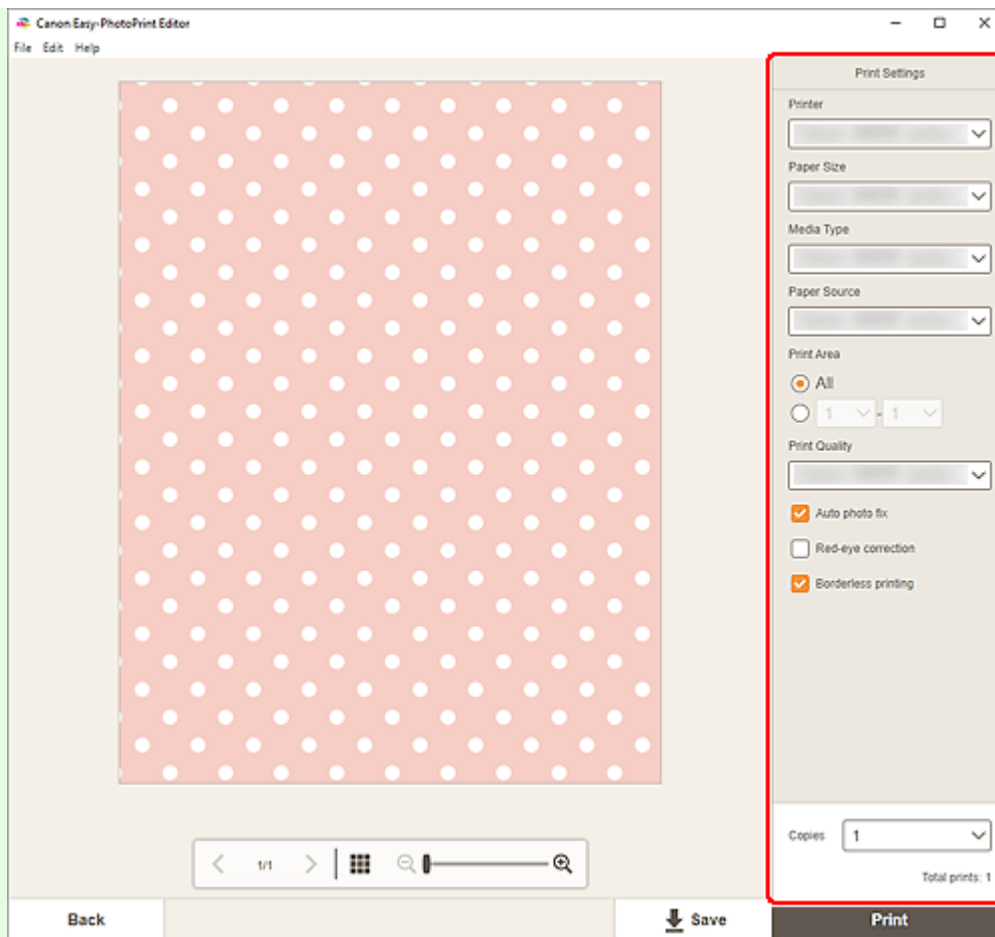 Canon Easy-PhotoPrint Editor
File Edit Help
Print Settings
Printer
Paper Size
Media Type
Paper Source
Print Area
All
1 - 1
Print Quality
Auto photo fix
Red-eye correction
Borderless printing
Copies 1
Total prints: 1
1/1
Back
Save
Print